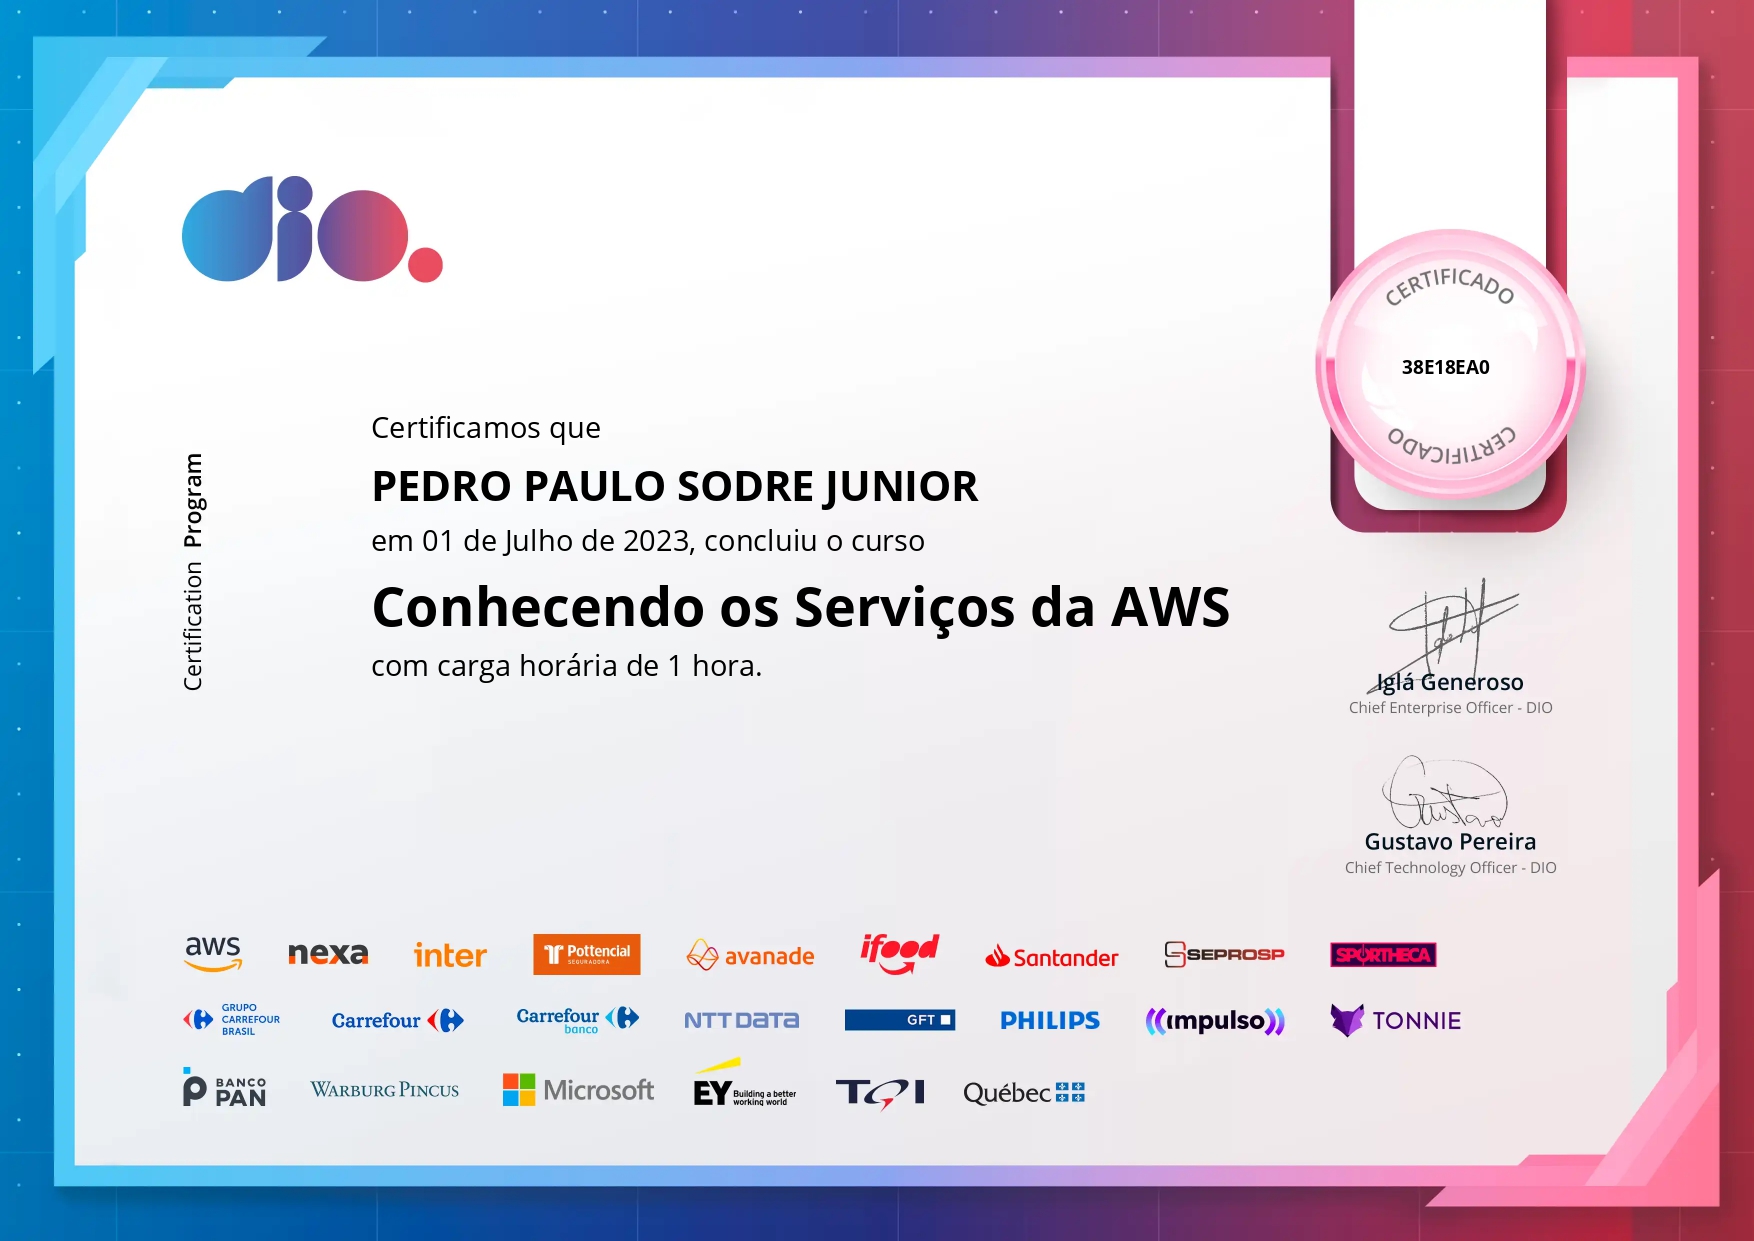 dio.
CERTIFICADO
38E18EA0
CERTIFICADO
Certification Program
Certificamos que
PEDRO PAULO SODRE JUNIOR
em 01 de Julho de 2023, concluiu o curso
Conhecendo os Serviços da AWS
com carga horária de 1 hora.
Iglá Generoso
Chief Enterprise Officer - DIO
Gustavo
Gustavo Pereira
Chief Technology Officer - DIO
aws nexa inter Pottencial SEGURADORA avanade ifood Santander SEPROSP SPORTHECA
GRUPO CARREFOUR BRASIL Carrefour Carrefour banco NTT DATA GFT PHILIPS impulso TONNIE
BANCO PAN WARBURG PINCUS Microsoft EY Building a better working world TQI Québec